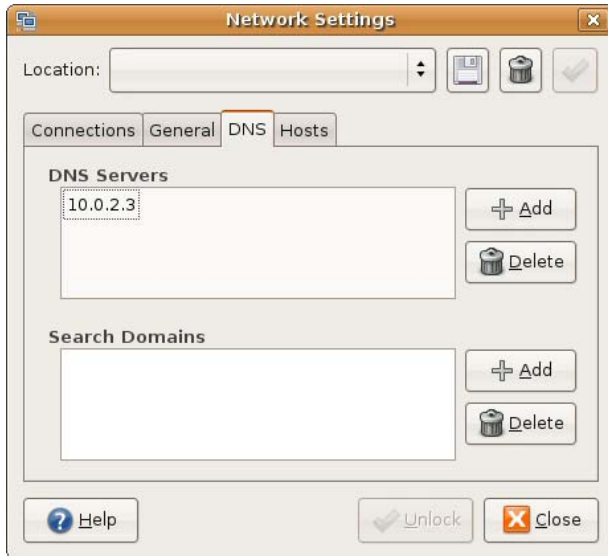 Network Settings
Location:
Connections General DNS Hosts
DNS Servers
10.0.2.3
Add
Delete
Search Domains
Add
Delete
Help Unlock Close